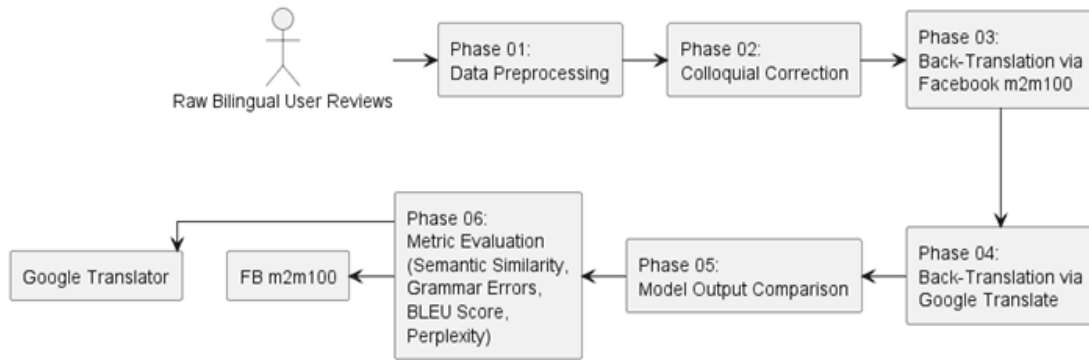 Raw Bilingual User Reviews
Phase 01:
Data Preprocessing
Phase 02:
Colloquial Correction
Phase 03:
Back-Translation via
Facebook m2m100
Phase 04:
Back-Translation via
Google Translate
Phase 05:
Model Output Comparison
Phase 06:
Metric Evaluation
(Semantic Similarity,
Grammar Errors,
BLEU Score,
Perplexity)
FB m2m100
Google Translator